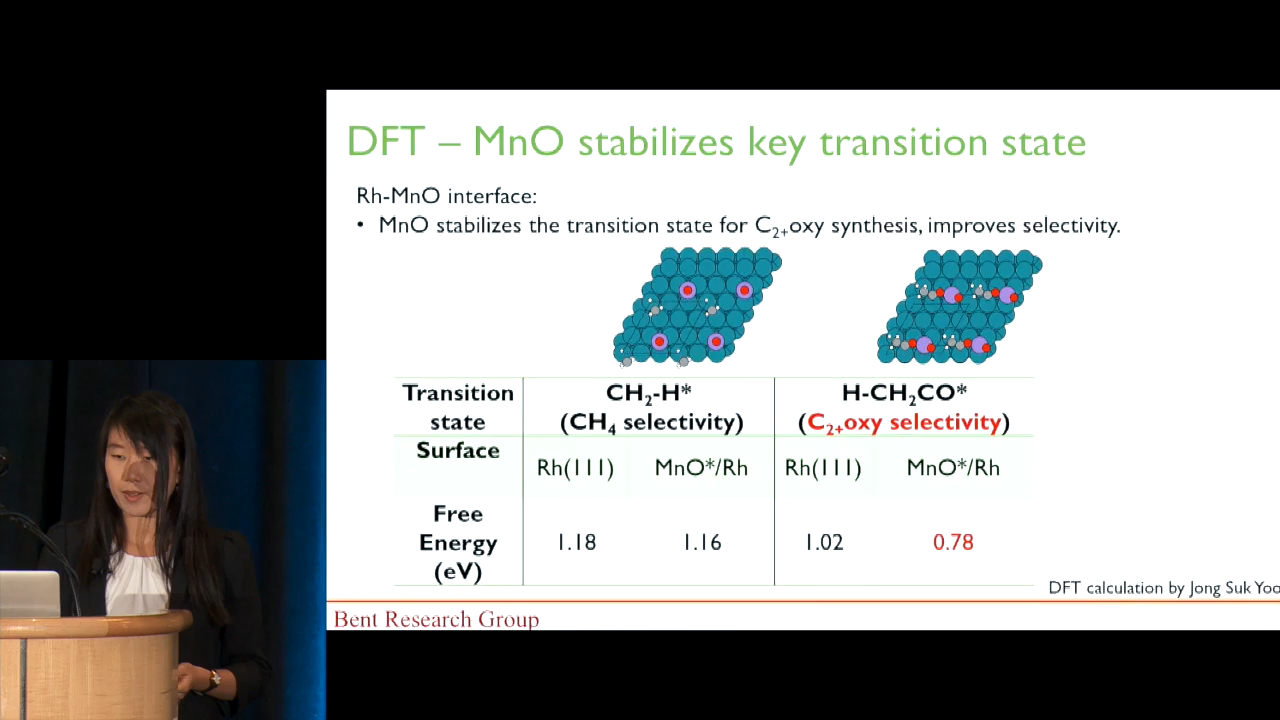 DFT – MnO stabilizes key transition state
Rh-MnO interface:
• MnO stabilizes the transition state for C₂₊oxy synthesis, improves selectivity.
Transition state
CH₂-H*
(CH₄ selectivity)
H-CH₂CO*
(C₂₊oxy selectivity)
Surface
Rh(111)
MnO*/Rh
Rh(111)
MnO*/Rh
Free Energy (eV)
1.18
1.16
1.02
0.78
DFT calculation by Jong Suk Yoo
Bent Research Group